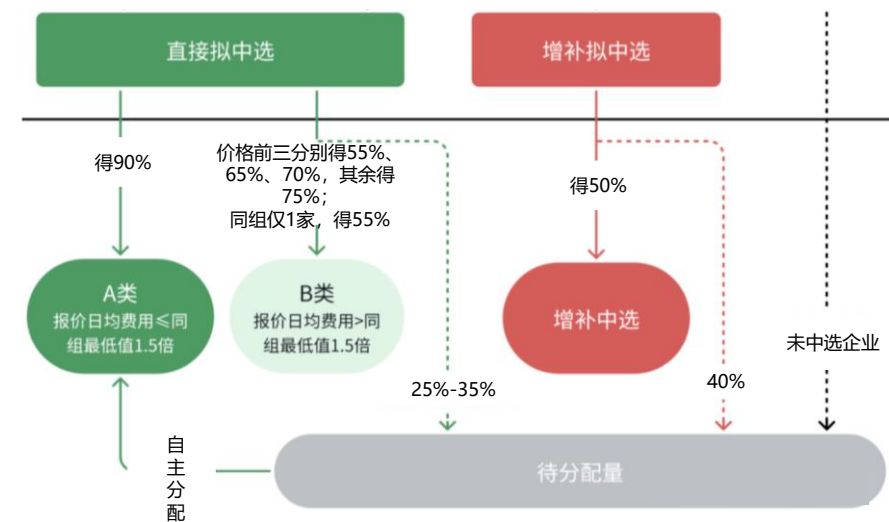 直接拟中选
增补拟中选
得90%
价格前三分别得55%、
65%、70%，其余得
75%；
同组仅1家，得55%
得50%
A类
报价日均费用≤同
组最低值1.5倍
B类
报价日均费用>同
组最低值1.5倍
增补中选
未中选企业
25%-35%
40%
自
主
分
配
待分配量